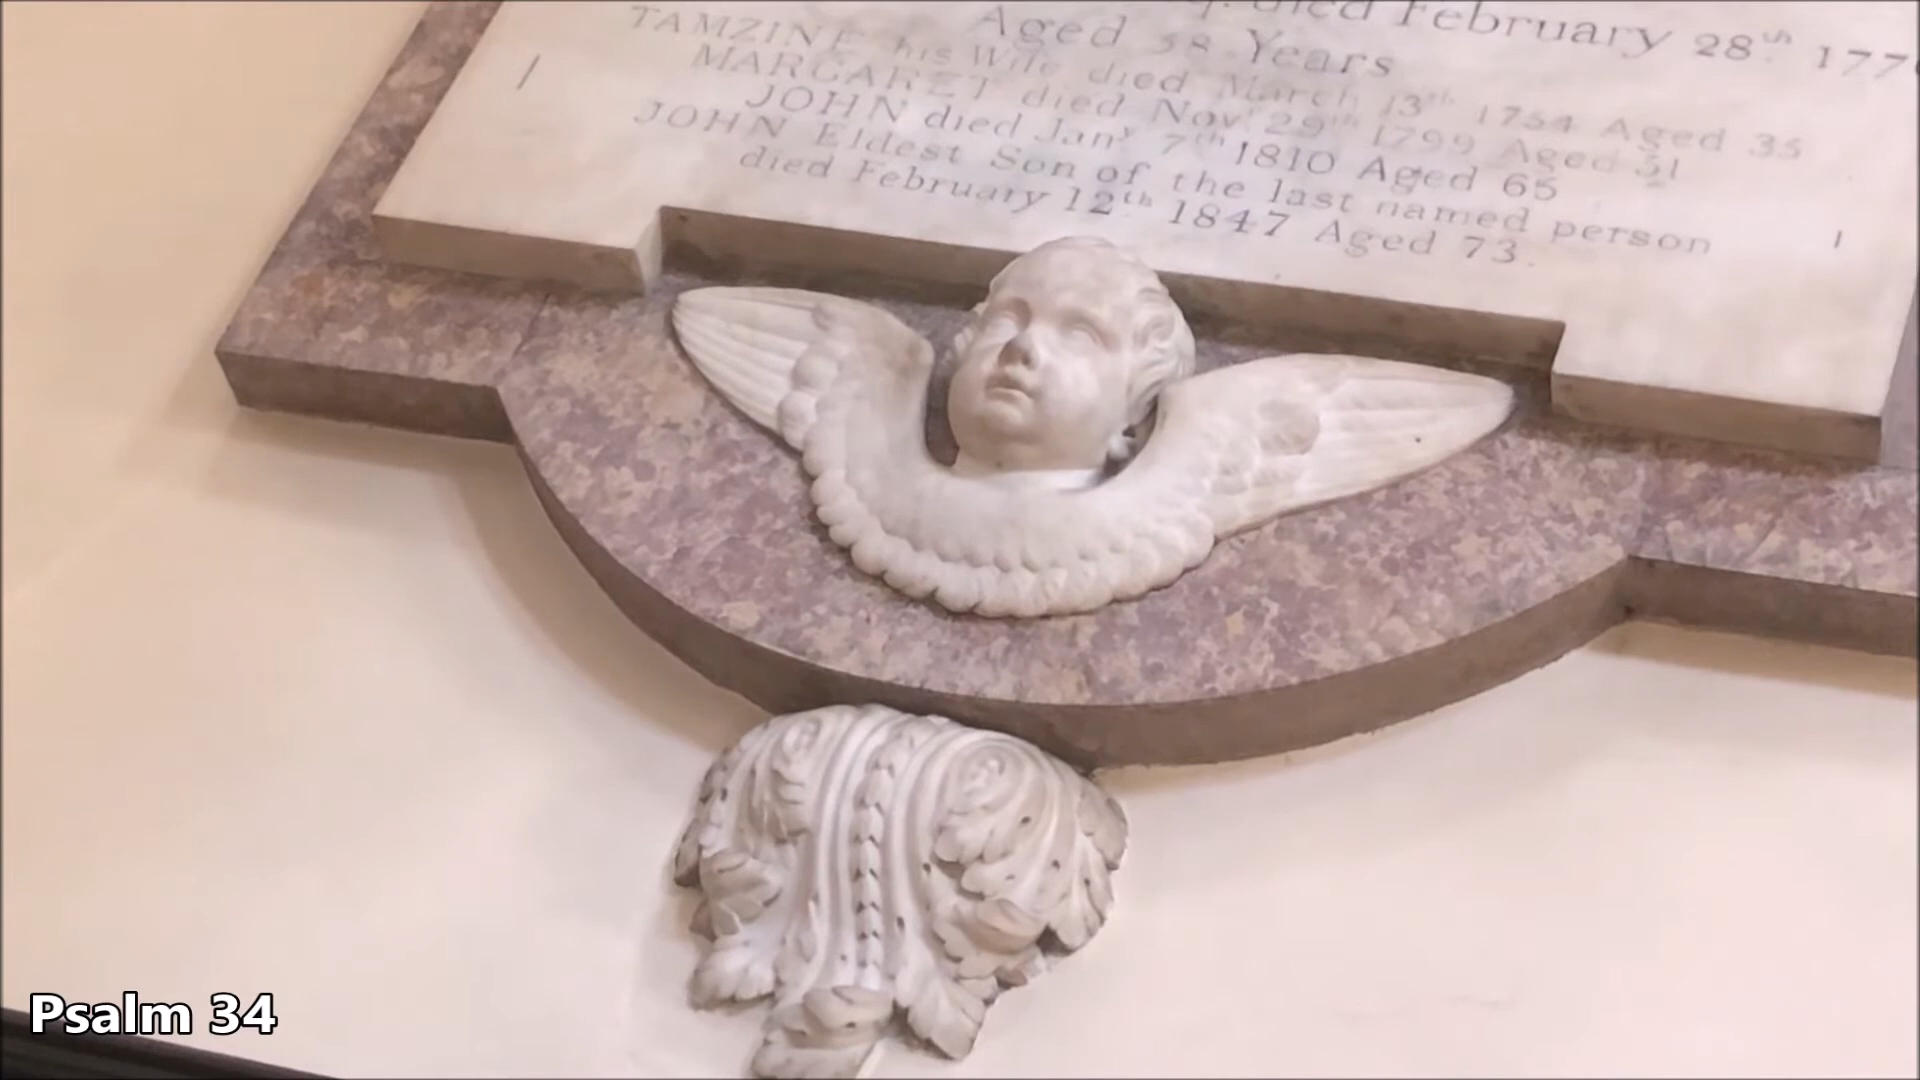 died February 28th 177
Aged 58 Years
TAMZINE his Wife died March 13th 1754 Aged 35
MARGARET died Novr 29th 1799 Aged 51
JOHN died Jany 7th 1810 Aged 65
JOHN Eldest Son of the last named person
died February 12th 1847 Aged 73.
Psalm 34